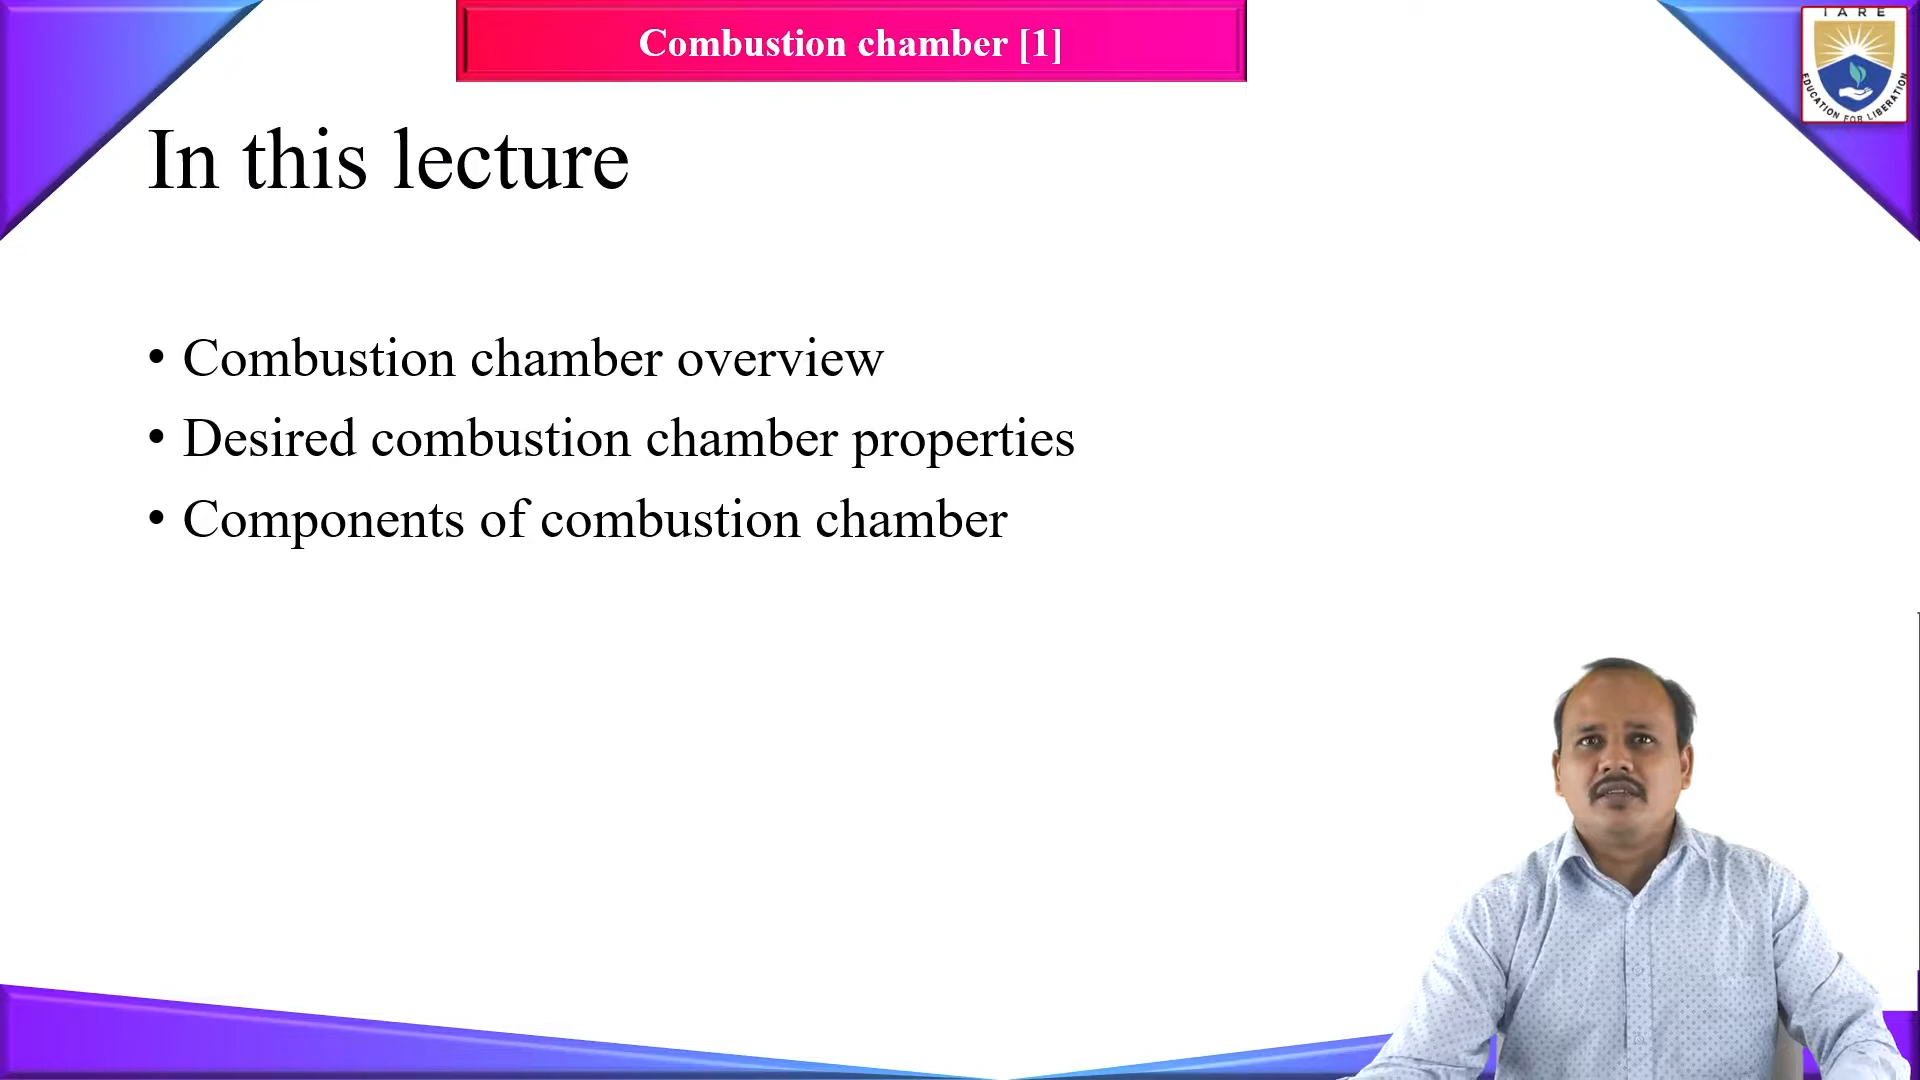 Combustion chamber [1]
IARE
EDUCATION FOR LIBERATION
In this lecture
• Combustion chamber overview
• Desired combustion chamber properties
• Components of combustion chamber